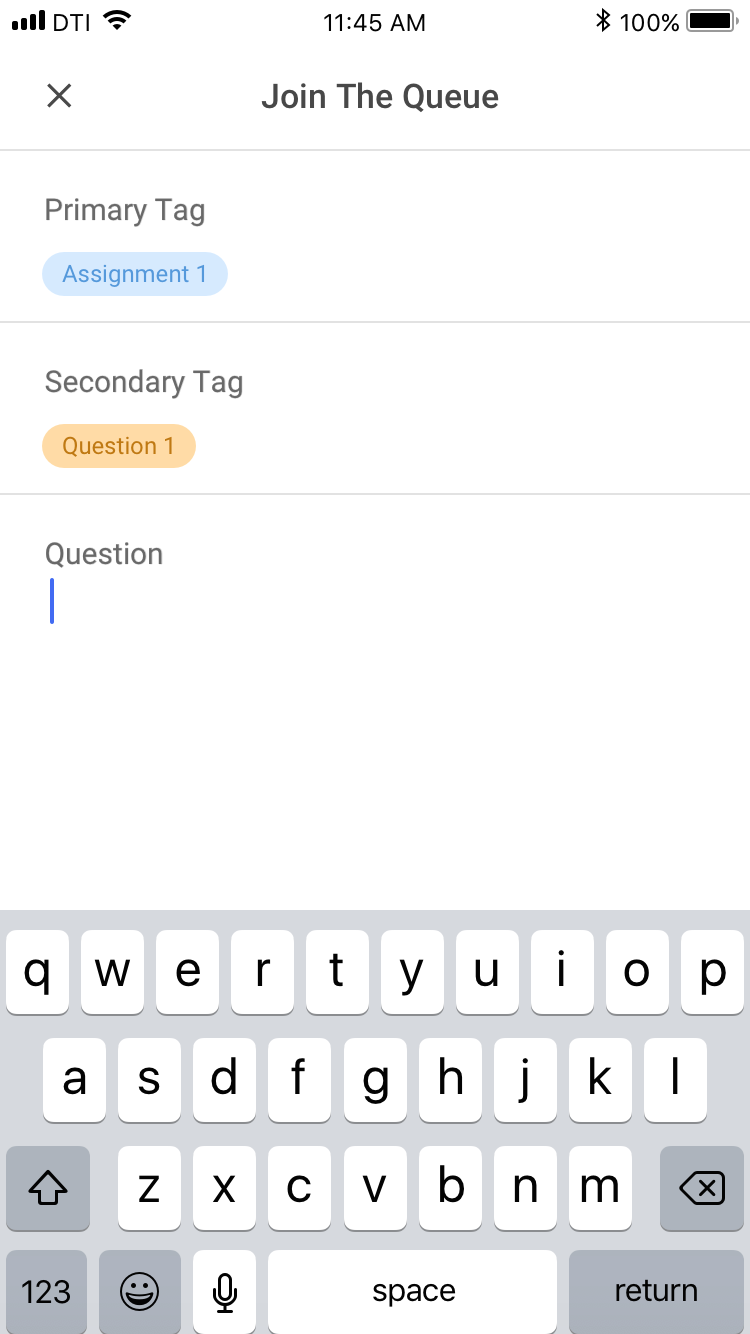 DTI 11:45 AM 100%
Join The Queue
Primary Tag
Assignment 1
Secondary Tag
Question 1
Question
q w e r t y u i o p
a s d f g h j k l
z x c v b n m
123 space return